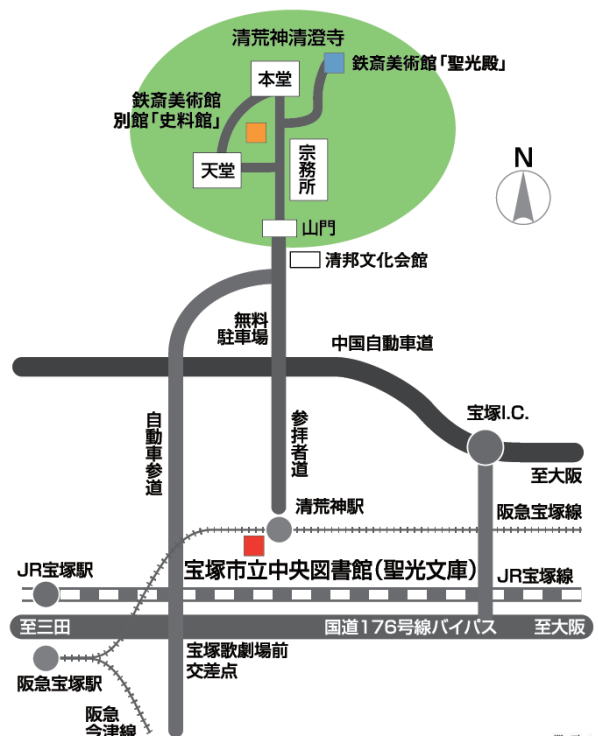 清荒神清澄寺
鉄斎美術館「聖光殿」
本堂
鉄斎美術館
別館「史料館」
天堂
宗務所
N
山門
清邦文化会館
無料
駐車場
中国自動車道
宝塚I.C.
自動車参道
参拝者道
至大阪
清荒神駅
阪急宝塚線
宝塚市立中央図書館(聖光文庫)
JR宝塚駅
JR宝塚線
至三田
国道176号線バイパス
至大阪
宝塚歌劇場前
交差点
阪急宝塚駅
阪急
今津線